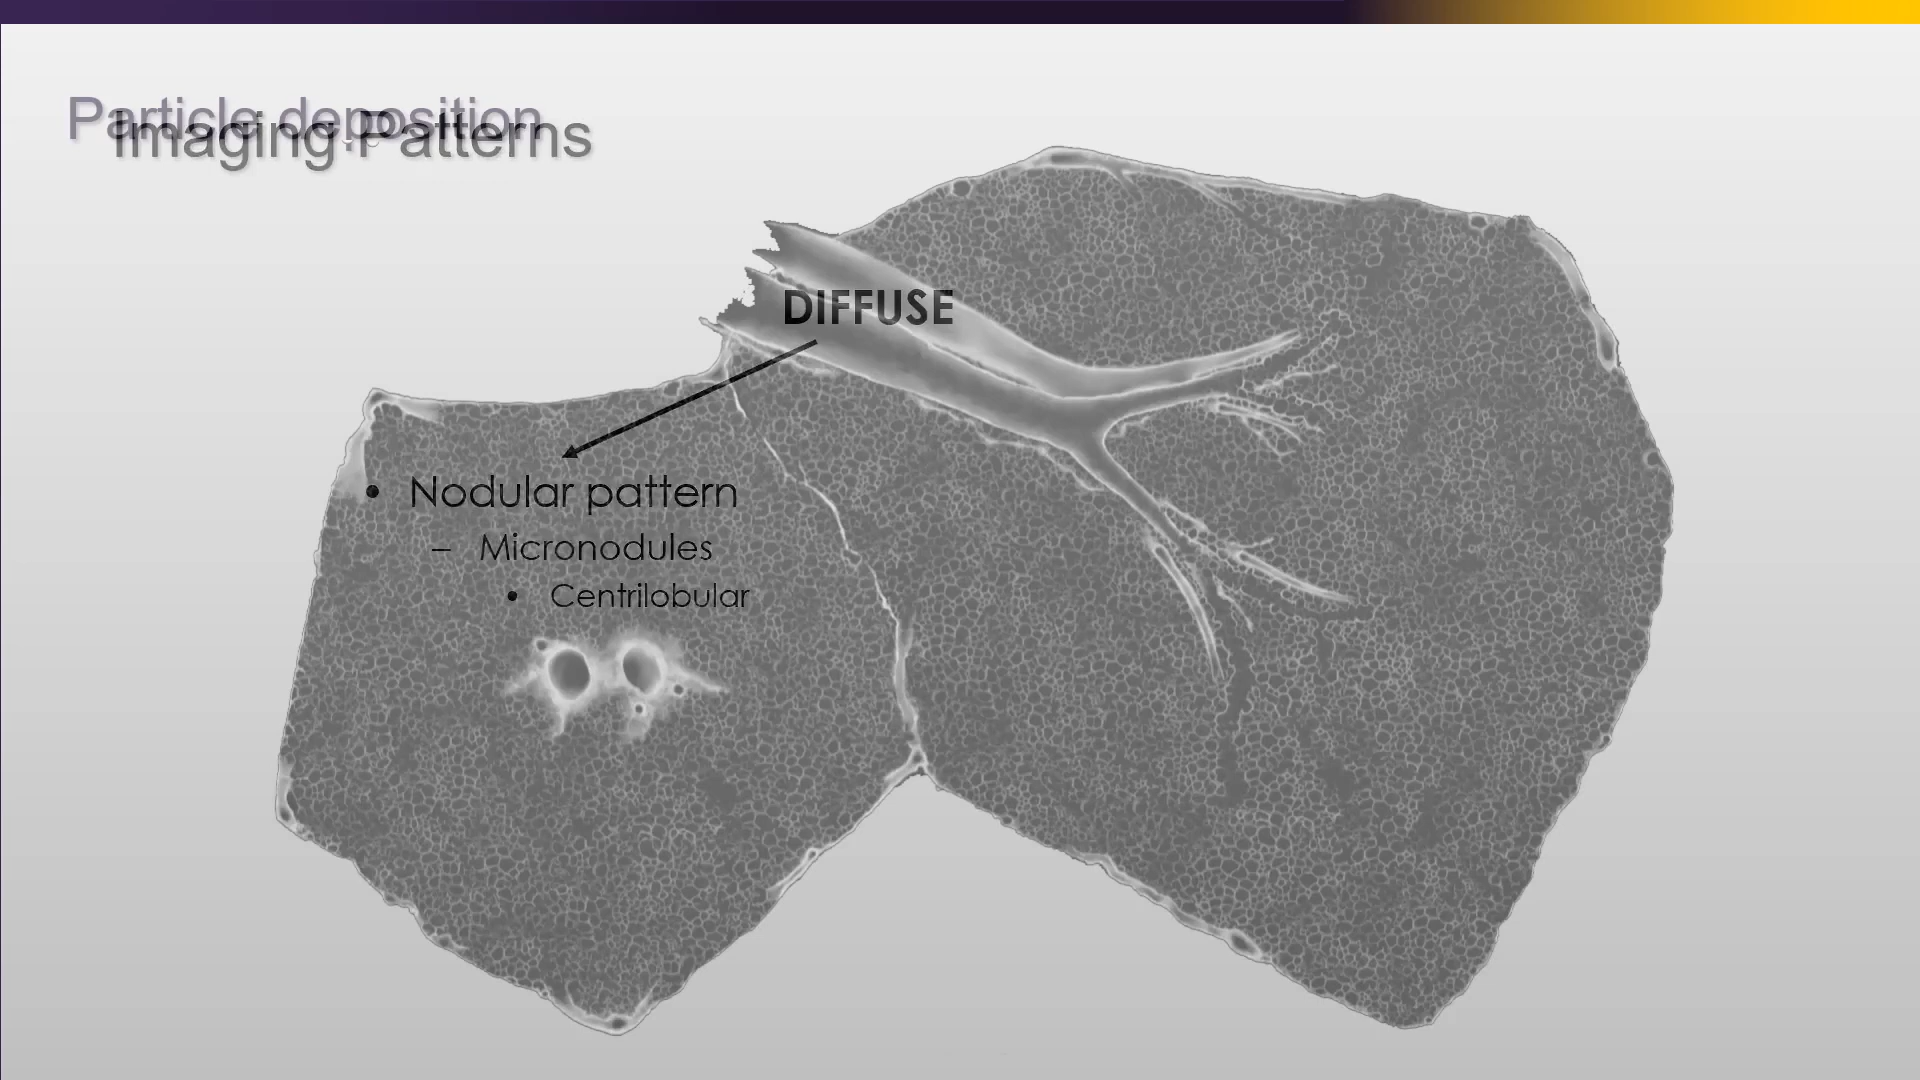 Particle deposition
Imaging Patterns
DIFFUSE
• Nodular pattern
– Micronodules
• Centrilobular